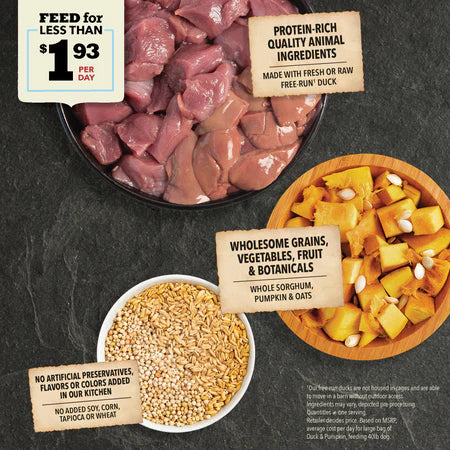 FEED for
LESS THAN
$1.93
PER
DAY
PROTEIN-RICH
QUALITY ANIMAL
INGREDIENTS
MADE WITH FRESH OR RAW
FREE-RUN¹ DUCK
WHOLESOME GRAINS,
VEGETABLES, FRUIT
& BOTANICALS
WHOLE SORGHUM,
PUMPKIN & OATS
NO ARTIFICIAL PRESERVATIVES,
FLAVORS OR COLORS ADDED
IN OUR KITCHEN
NO ADDED SOY, CORN,
TAPIOCA OR WHEAT
¹Our free-run ducks are not housed in cages and are able
to move in a barn without outdoor access.
Ingredients may vary, depicted pre-processing.
Quantities ≠ one serving.
Retailer decides price. Based on MSRP,
average cost per day for large bag of
Duck & Pumpkin, feeding 40lb dog.